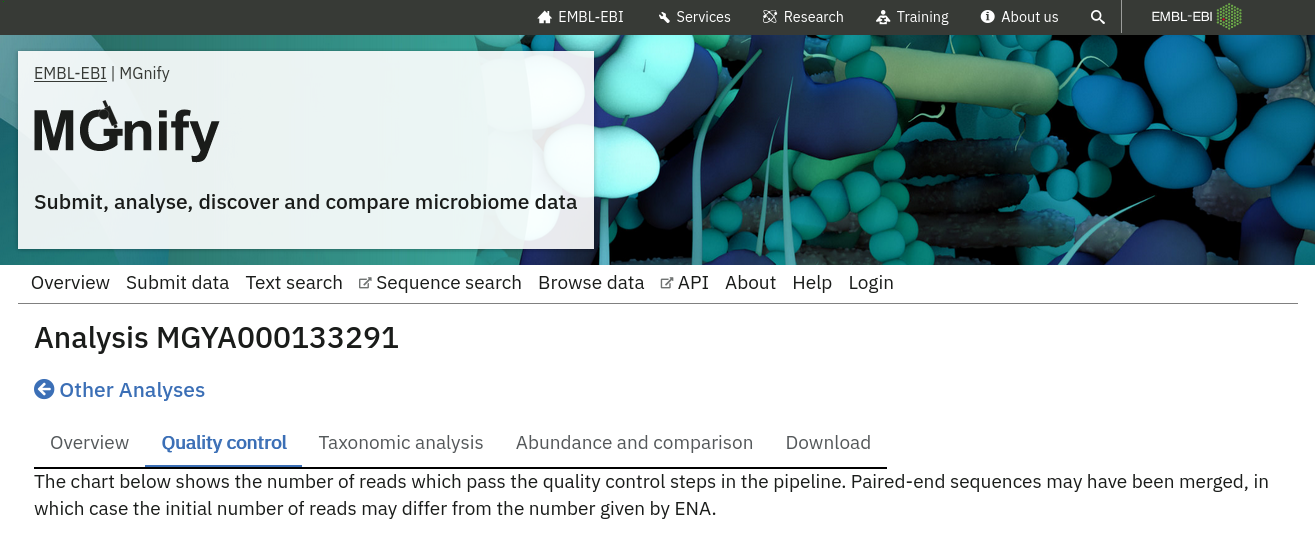 EMBL-EBI Services Research Training About us EMBL-EBI
EMBL-EBI | MGnify
MGnify
Submit, analyse, discover and compare microbiome data
Overview Submit data Text search Sequence search Browse data API About Help Login
Analysis MGYA000133291
Other Analyses
Overview Quality control Taxonomic analysis Abundance and comparison Download
The chart below shows the number of reads which pass the quality control steps in the pipeline. Paired-end sequences may have been merged, in
which case the initial number of reads may differ from the number given by ENA.